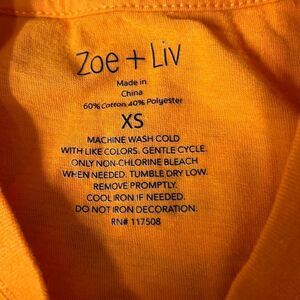 Zoe + Liv
Made in
China
60% Cotton 40% Polyester
XS
MACHINE WASH COLD
WITH LIKE COLORS. GENTLE CYCLE.
ONLY NON-CHLORINE BLEACH
WHEN NEEDED. TUMBLE DRY LOW.
REMOVE PROMPTLY.
COOL IRON IF NEEDED.
DO NOT IRON DECORATION.
RN# 117508